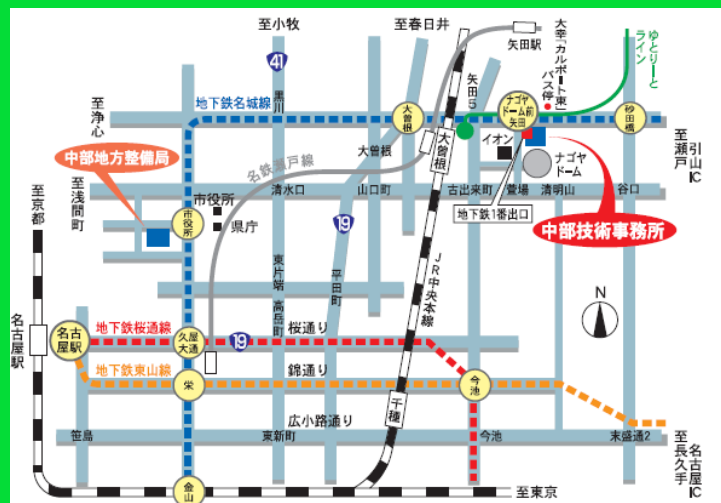 至小牧
至春日井
大幸「カルポート東」
バス停
ゆとりーと
ライン
矢田駅
41
黒川
矢田5
至浄心
地下鉄名城線
大曽根
ナゴヤ
ドーム前
矢田
砂田橋
中部地方整備局
名鉄瀬戸線
大曽根
大曽根
イオン
ナゴヤ
ドーム
至瀬戸
引山IC
至京都
至浅間町
市役所
市役所
県庁
清水口
山口町
古出来町
萱場
清明山
谷口
地下鉄1番出口
中部技術事務所
19
東片端
平田町
JR中央本線
N
高岳町
名古屋駅
名古
屋駅
地下鉄桜通線
久屋
大通
19
桜通り
地下鉄東山線
栄
錦通り
今池
千種
広小路通り
笹島
東新町
今池
末盛通2
至長久手
名古屋IC
金山
至東京